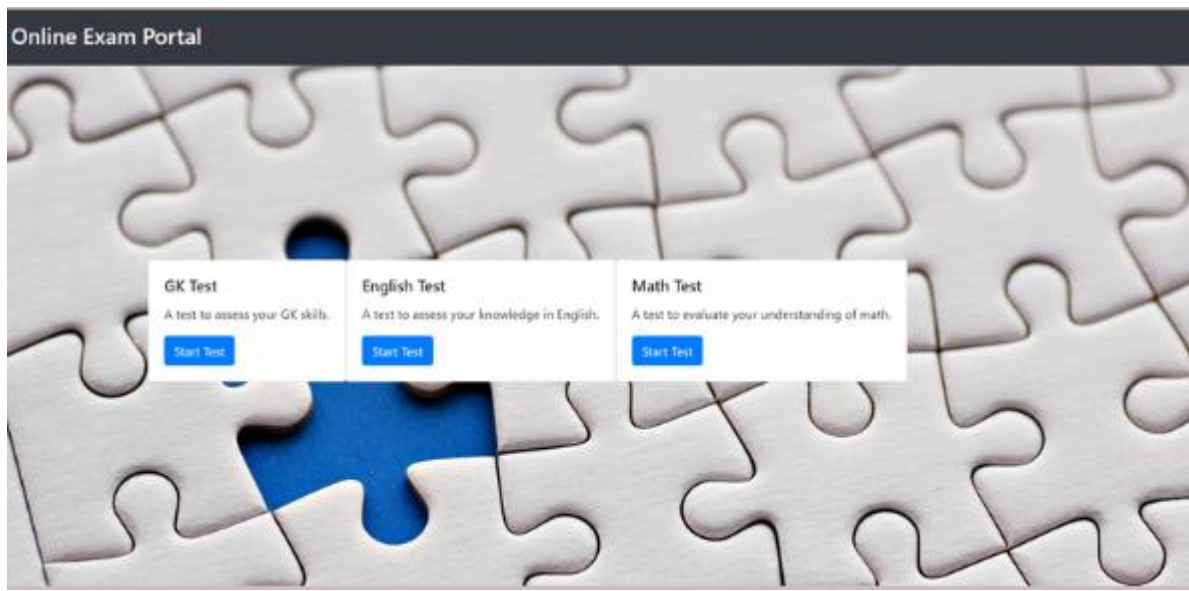 Online Exam Portal
GK Test
A test to assess your GK skills.
Start Test
English Test
A test to assess your knowledge in English.
Start Test
Math Test
A test to evaluate your understanding of math.
Start Test